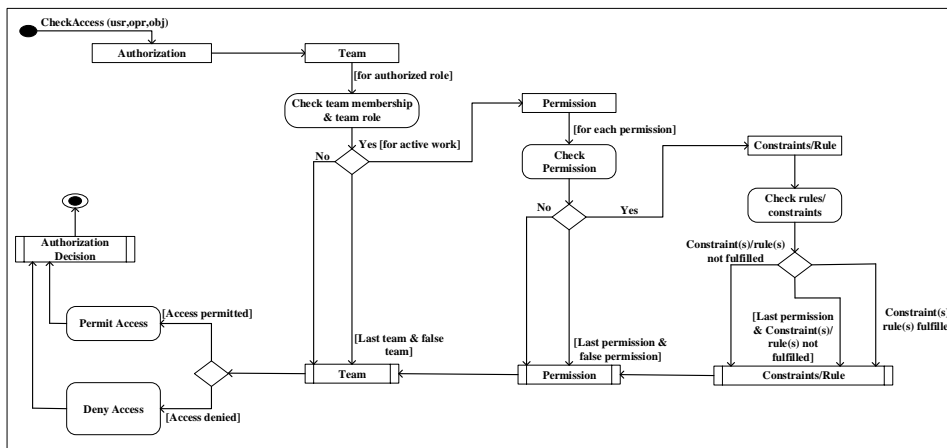 CheckAccess (usr,opr,obj)
Authorization
Team
[for authorized role]
Check team membership
& team role
Yes [for active work]
No
Permission
[for each permission]
Check
Permission
No
Yes
Constraints/Rule
Check rules/
constraints
Constraint(s)/rule(s)
not fulfilled
Authorization
Decision
Permit Access
[Access permitted]
Deny Access
[Access denied]
[Last team & false
team]
Team
[Last permission &
false permission]
Permission
[Last permission
& Constraint(s)/
rule(s) not
fulfilled]
Constraint(s)
rule(s) fulfille
Constraints/Rule